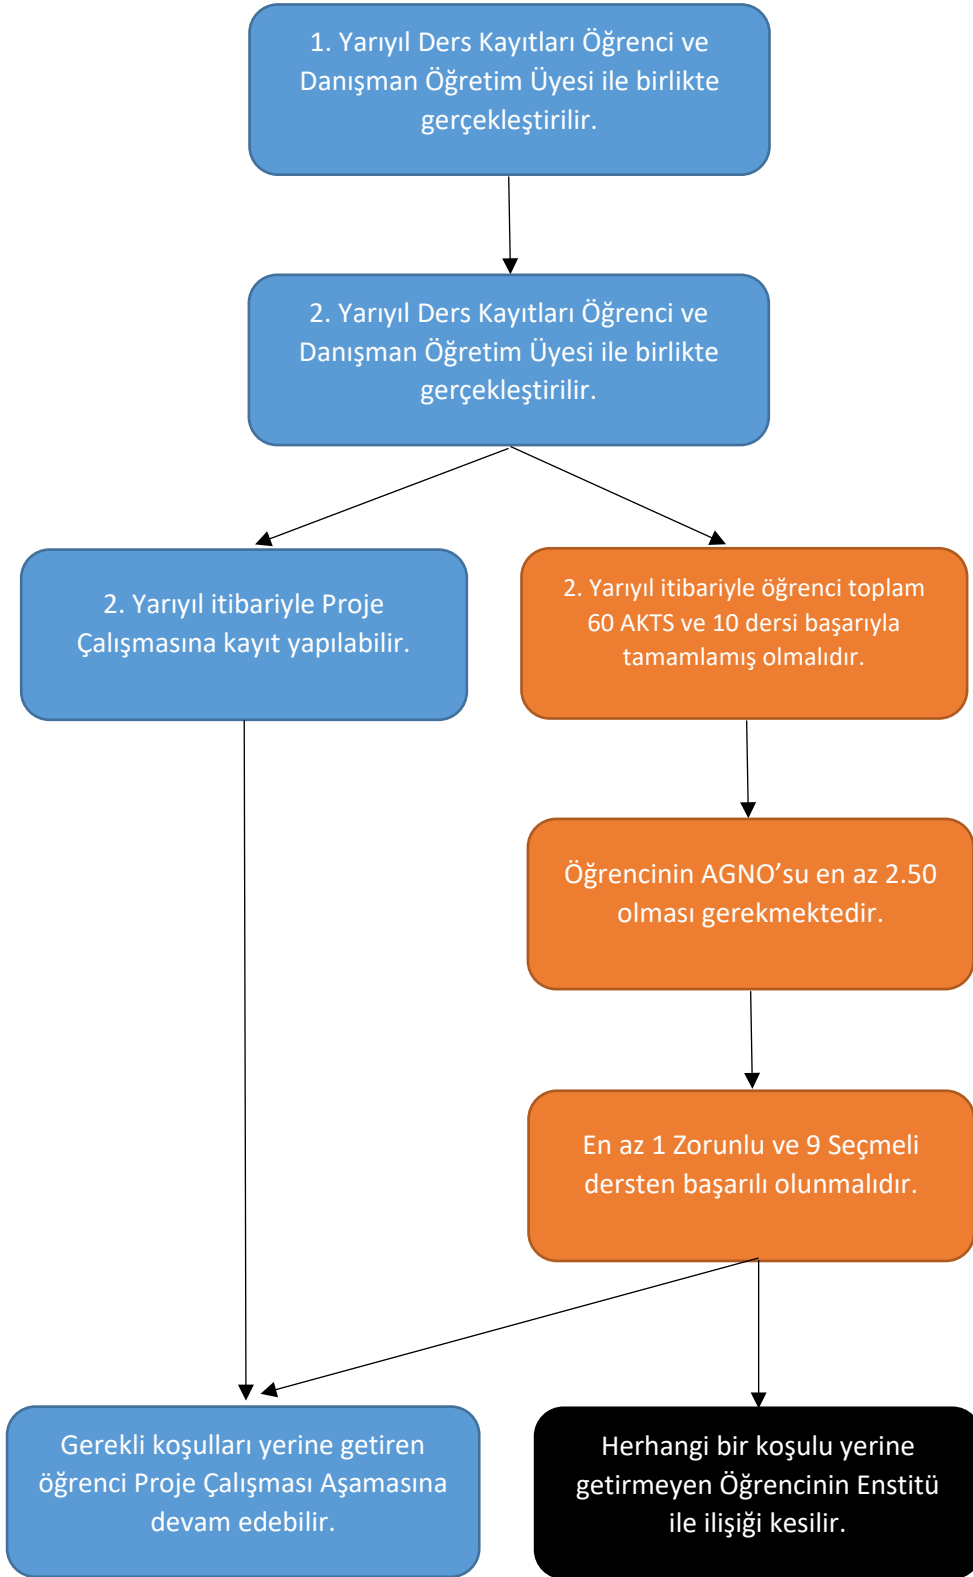 1. Yarıyıl Ders Kayıtları Öğrenci ve
Danışman Öğretim Üyesi ile birlikte
gerçekleştirilir.
2. Yarıyıl Ders Kayıtları Öğrenci ve
Danışman Öğretim Üyesi ile birlikte
gerçekleştirilir.
2. Yarıyıl itibariyle Proje
Çalışmasına kayıt yapılabilir.
2. Yarıyıl itibariyle öğrenci toplam
60 AKTS ve 10 dersi başarıyla
tamamlamış olmalıdır.
Öğrencinin AGNO’su en az 2.50
olması gerekmektedir.
En az 1 Zorunlu ve 9 Seçmeli
dersten başarılı olunmalıdır.
Gerekli koşulları yerine getiren
öğrenci Proje Çalışması Aşamasına
devam edebilir.
Herhangi bir koşulu yerine
getirmeyen Öğrencinin Enstitü
ile ilişiği kesilir.